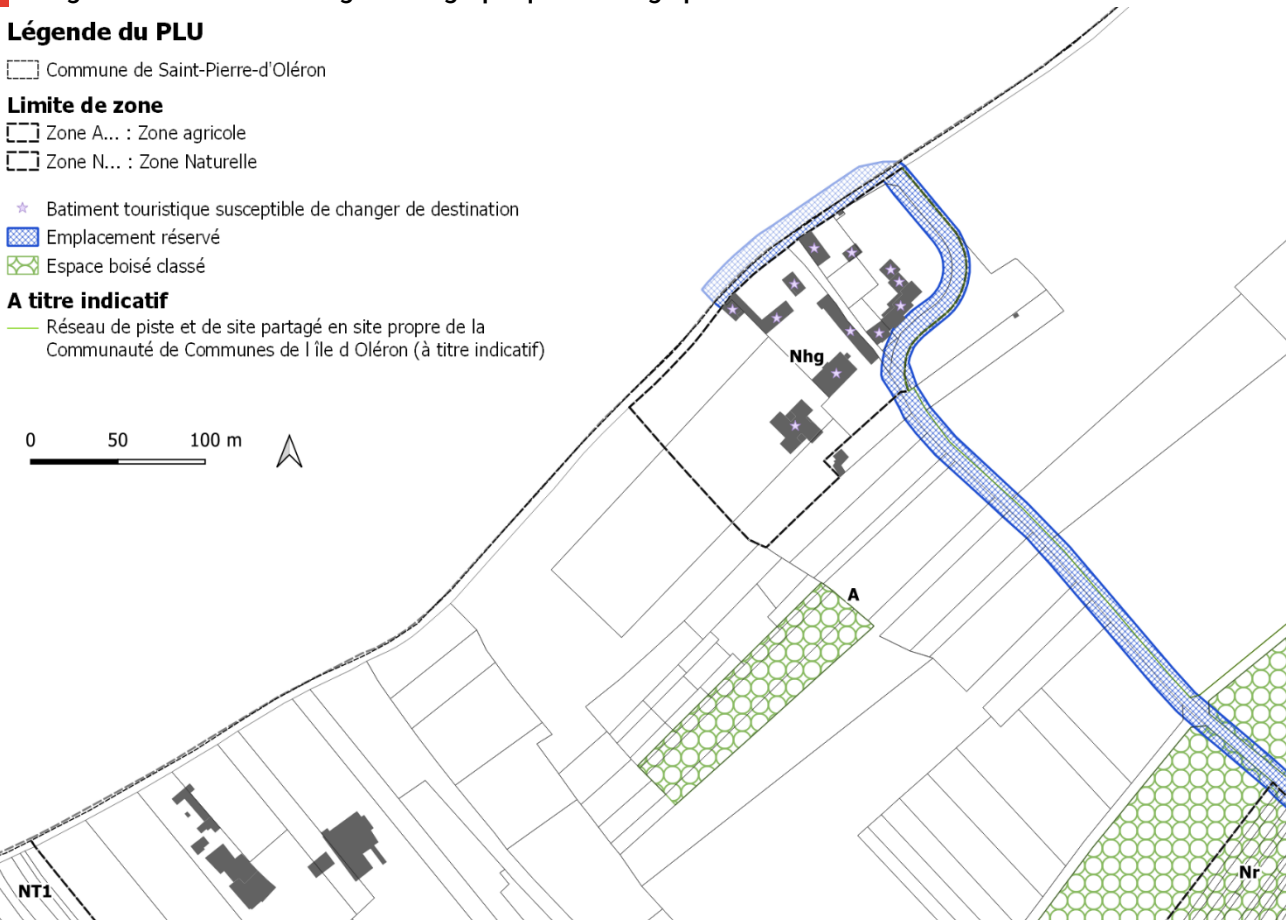 Légende du PLU
Commune de Saint-Pierre-d'Oléron
Limite de zone
Zone A... : Zone agricole
Zone N... : Zone Naturelle
Batiment touristique susceptible de changer de destination
Emplacement réservé
Espace boisé classé
A titre indicatif
Réseau de piste et de site partagé en site propre de la
Communauté de Communes de l île d Oléron (à titre indicatif)
0 50 100 m
Nhg
A
NT1
Nr